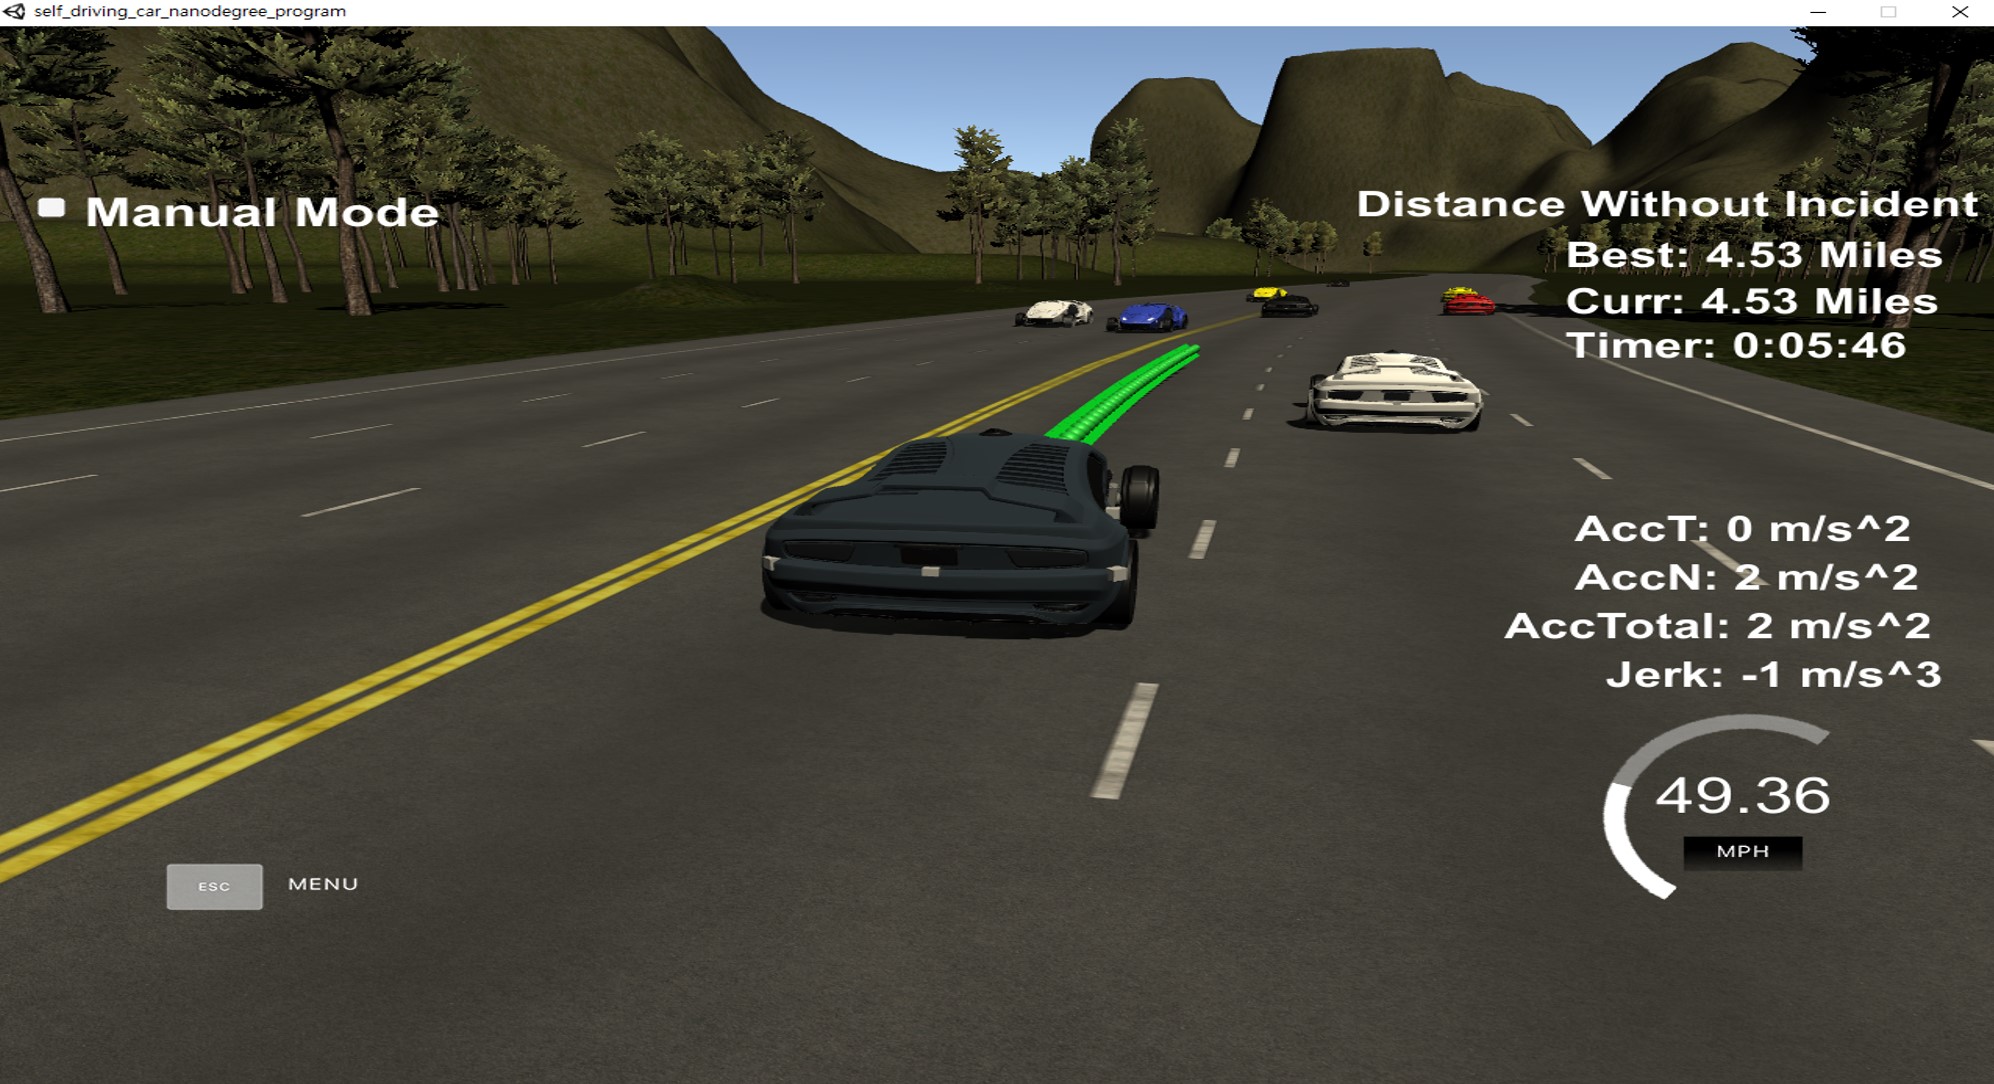 self_driving_car_nanodegree_program
Manual Mode
Distance Without Incident
Best: 4.53 Miles
Curr: 4.53 Miles
Timer: 0:05:46
AccT: 0 m/s^2
AccN: 2 m/s^2
AccTotal: 2 m/s^2
Jerk: -1 m/s^3
49.36
MPH
ESC MENU